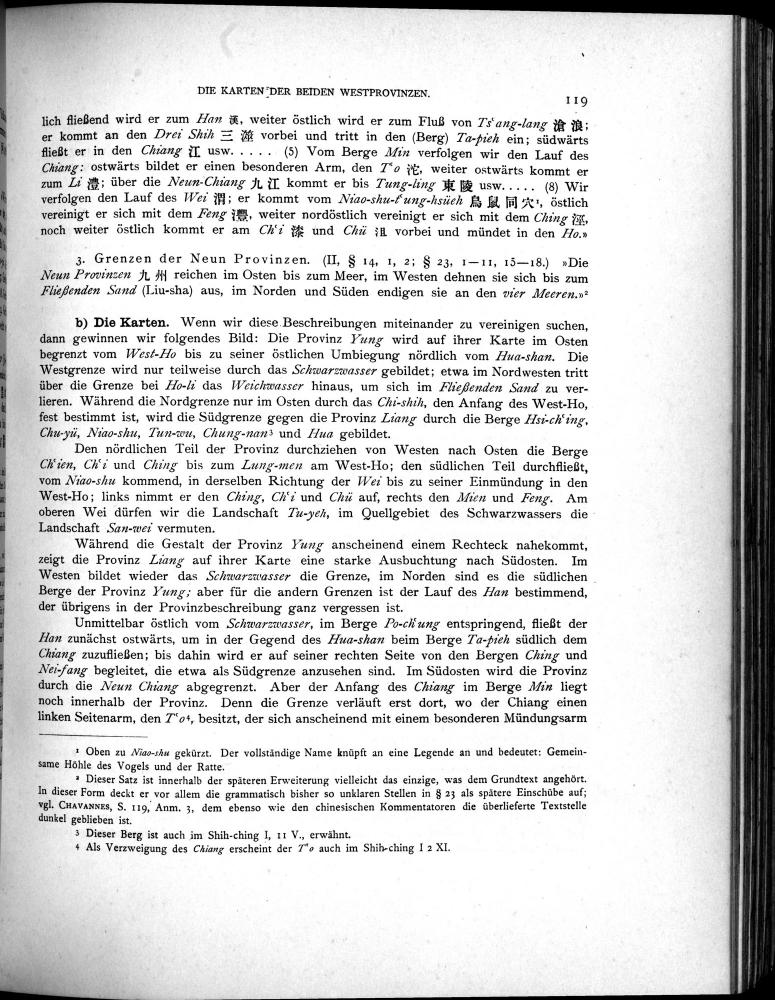 DIE KARTEN DER BEIDEN WESTPROVINZEN.
119
lich fließend wird er zum Han 漢, weiter östlich wird er zum Fluß von Ts‘ang-lang 滄浪;
er kommt an den Drei Shih 三澨 vorbei und tritt in den (Berg) Ta-pieh ein; südwärts
fließt er in den Chiang 江 usw. . . . . (5) Vom Berge Min verfolgen wir den Lauf des
Chiang: ostwärts bildet er einen besonderen Arm, den T‘o 沱, weiter ostwärts kommt er
zum Li 澧; über die Neun-Chiang 九江 kommt er bis Tung-ling 東陵 usw. . . . . (8) Wir
verfolgen den Lauf des Wei 渭; er kommt vom Niao-shu-t‘ung-hsüeh 鳥鼠同穴¹, östlich
vereinigt er sich mit dem Feng 灃, weiter nordöstlich vereinigt er sich mit dem Ching 涇,
noch weiter östlich kommt er am Ch‘i 漆 und Chü 沮 vorbei und mündet in den Ho.»
3. Grenzen der Neun Provinzen. (II, § 14, 1, 2; § 23, 1—11, 15—18.) »Die
Neun Provinzen 九州 reichen im Osten bis zum Meer, im Westen dehnen sie sich bis zum
Fließenden Sand (Liu-sha) aus, im Norden und Süden endigen sie an den vier Meeren.»²
b) Die Karten. Wenn wir diese Beschreibungen miteinander zu vereinigen suchen,
dann gewinnen wir folgendes Bild: Die Provinz Yung wird auf ihrer Karte im Osten
begrenzt vom West-Ho bis zu seiner östlichen Umbiegung nördlich vom Hua-shan. Die
Westgrenze wird nur teilweise durch das Schwarzwasser gebildet; etwa im Nordwesten tritt
über die Grenze bei Ho-li das Weichwasser hinaus, um sich im Fließenden Sand zu ver-
lieren. Während die Nordgrenze nur im Osten durch das Chi-shih, den Anfang des West-Ho,
fest bestimmt ist, wird die Südgrenze gegen die Provinz Liang durch die Berge Hsi-ch‘ing,
Chu-yü, Niao-shu, Tun-wu, Chung-nan³ und Hua gebildet.
Den nördlichen Teil der Provinz durchziehen von Westen nach Osten die Berge
Ch‘ien, Ch‘i und Ching bis zum Lung-men am West-Ho; den südlichen Teil durchfließt,
vom Niao-shu kommend, in derselben Richtung der Wei bis zu seiner Einmündung in den
West-Ho; links nimmt er den Ching, Ch‘i und Chü auf, rechts den Mien und Feng. Am
oberen Wei dürfen wir die Landschaft Tu-yeh, im Quellgebiet des Schwarzwassers die
Landschaft San-wei vermuten.
Während die Gestalt der Provinz Yung anscheinend einem Rechteck nahekommt,
zeigt die Provinz Liang auf ihrer Karte eine starke Ausbuchtung nach Südosten. Im
Westen bildet wieder das Schwarzwasser die Grenze, im Norden sind es die südlichen
Berge der Provinz Yung; aber für die andern Grenzen ist der Lauf des Han bestimmend,
der übrigens in der Provinzbeschreibung ganz vergessen ist.
Unmittelbar östlich vom Schwarzwasser, im Berge Po-ch‘ung entspringend, fließt der
Han zunächst ostwärts, um in der Gegend des Hua-shan beim Berge Ta-pieh südlich dem
Chiang zuzufließen; bis dahin wird er auf seiner rechten Seite von den Bergen Ching und
Nei-fang begleitet, die etwa als Südgrenze anzusehen sind. Im Südosten wird die Provinz
durch die Neun Chiang abgegrenzt. Aber der Anfang des Chiang im Berge Min liegt
noch innerhalb der Provinz. Denn die Grenze verläuft erst dort, wo der Chiang einen
linken Seitenarm, den T‘o⁴, besitzt, der sich anscheinend mit einem besonderen Mündungsarm
¹ Oben zu Niao-shu gekürzt. Der vollständige Name knüpft an eine Legende an und bedeutet: Gemein-
same Höhle des Vogels und der Ratte.
² Dieser Satz ist innerhalb der späteren Erweiterung vielleicht das einzige, was dem Grundtext angehört.
In dieser Form deckt er vor allem die grammatisch bisher so unklaren Stellen in § 23 als spätere Einschübe auf;
vgl. CHAVANNES, S. 119, Anm. 3, dem ebenso wie den chinesischen Kommentatoren die überlieferte Textstelle
dunkel geblieben ist.
³ Dieser Berg ist auch im Shih-ching I, 11 V., erwähnt.
⁴ Als Verzweigung des Chiang erscheint der T‘o auch im Shih-ching I 2 XI.